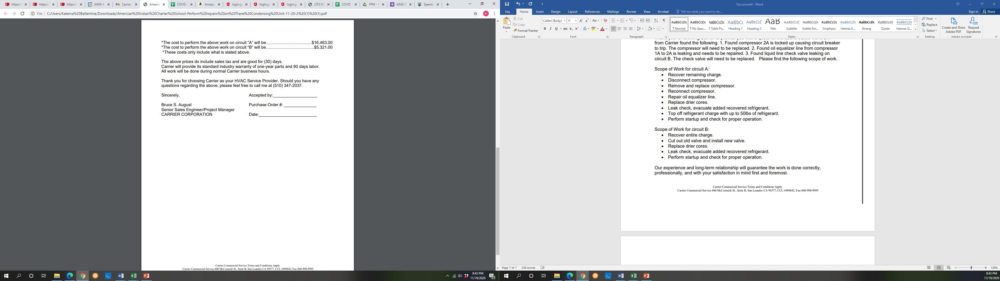 https:// https:// https:// AIMS K Carrier - America COVID Amazon login.go login.go login.go LTFS18 COVID FPM - F AIMS F Spendw
File C:/Users/Katema%20Ballentine/Downloads/American%20Indian%20Charter%20School-Perform%20repairs%20on%20Trane%20Condensing%20Unit-11-20-2%20(1)%20(1).pdf
*The cost to perform the above work on circuit “A” will be……………………………$16,463.00
*The cost to perform the above work on circuit “B” will be……………………………..$5,321.00
*These costs only include what is stated above.
The above prices do include sales tax and are good for (30) days.
Carrier will provide its standard industry warranty of one-year parts and 90 days labor.
All work will be done during normal Carrier business hours.
Thank you for choosing Carrier as your HVAC Service Provider. Should you have any
questions regarding the above, please feel free to call me at (510) 347-2037.
Sincerely, Accepted by:___________________
Bruce S. August Purchase Order #: ______________
Senior Sales Engineer/Project Manager
CARRIER CORPORATION Date:_________________________
Carrier Commercial Service Terms and Conditions Apply
Carrier Commercial Service 600 McCormick St., Suite B, San Leandro CA 94577, CCL #499642, Fax-860-998-9995
8:43 PM
11/19/2020
21
Document4 - Word
File Home Insert Design Layout References Mailings Review View Acrobat Tell me what you want to do... Sign in Share
Paste
Cut
Copy
Format Painter
Clipboard
Calibri (Body) 11
Font
Paragraph
AaBbCcDc AaBbCcDc AaBbCcDc AaBbCc AaBbCcE AaB AaBbCcE AaBbCcDc AaBbCcDc AaBbCcDc AaBbCcDc AaBbCcDc AaBbCcDc
¶ Normal ¶ No Spac... ¶ Table Pa... Heading 1 Heading 2 Title Subtitle Subtle Em... Emphasis Intense E... Strong Quote Intense Q...
Styles
Find
Replace
Select
Editing
Create and Share
Adobe PDF
Request
Signatures
Adobe Acrobat
from Carrier found the following. 1. Found compressor 2A is locked up causing circuit breaker
to trip. The compressor will need to be replaced. 2. Found oil equalizer line from compressor
1A to 2A is leaking and needs to be repaired. 3. Found liquid line check valve leaking on
circuit B. The check valve will need to be replaced. Please find the following scope of work.
Scope of Work for circuit A:
• Recover remaining charge.
• Disconnect compressor.
• Remove and replace compressor.
• Reconnect compressor.
• Repair oil equalizer line.
• Replace drier cores.
• Leak check, evacuate added recovered refrigerant.
• Top off refrigerant charge with up to 50lbs of refrigerant.
• Perform startup and check for proper operation.
Scope of Work for circuit B:
• Recover entire charge.
• Cut out old valve and install new valve.
• Replace drier cores.
• Leak check, evacuate added recovered refrigerant.
• Perform startup and check for proper operation.
Our experience and long-term relationship will guarantee the work is done correctly,
professionally, and with your satisfaction in mind first and foremost.
Carrier Commercial Service Terms and Conditions Apply
Carrier Commercial Service 600 McCormick St., Suite B, San Leandro CA 94577, CCL #499642, Fax-860-998-9995
Page 7 of 7 238 words 120%
8:43 PM
11/19/2020